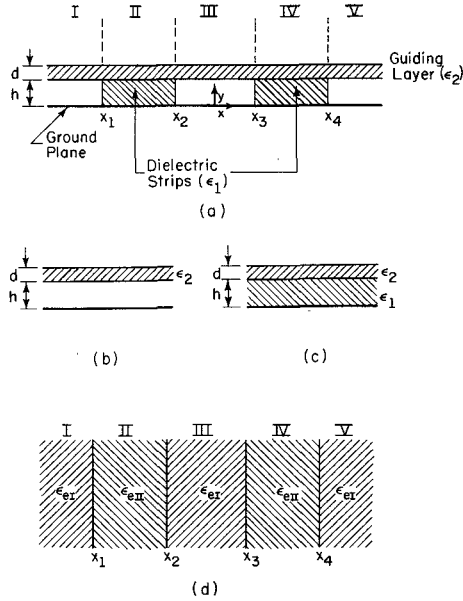 I II III IV V
d
h
Guiding
Layer (ϵ2)
y
x
x1 x2 x3 x4
Ground
Plane
Dielectric
Strips (ϵ1)
(a)
d
h
ϵ2
(b)
d
h
ϵ2
ϵ1
(c)
I II III IV V
ϵeI ϵeII ϵeI ϵeII ϵeI
x1 x2 x3 x4
(d)